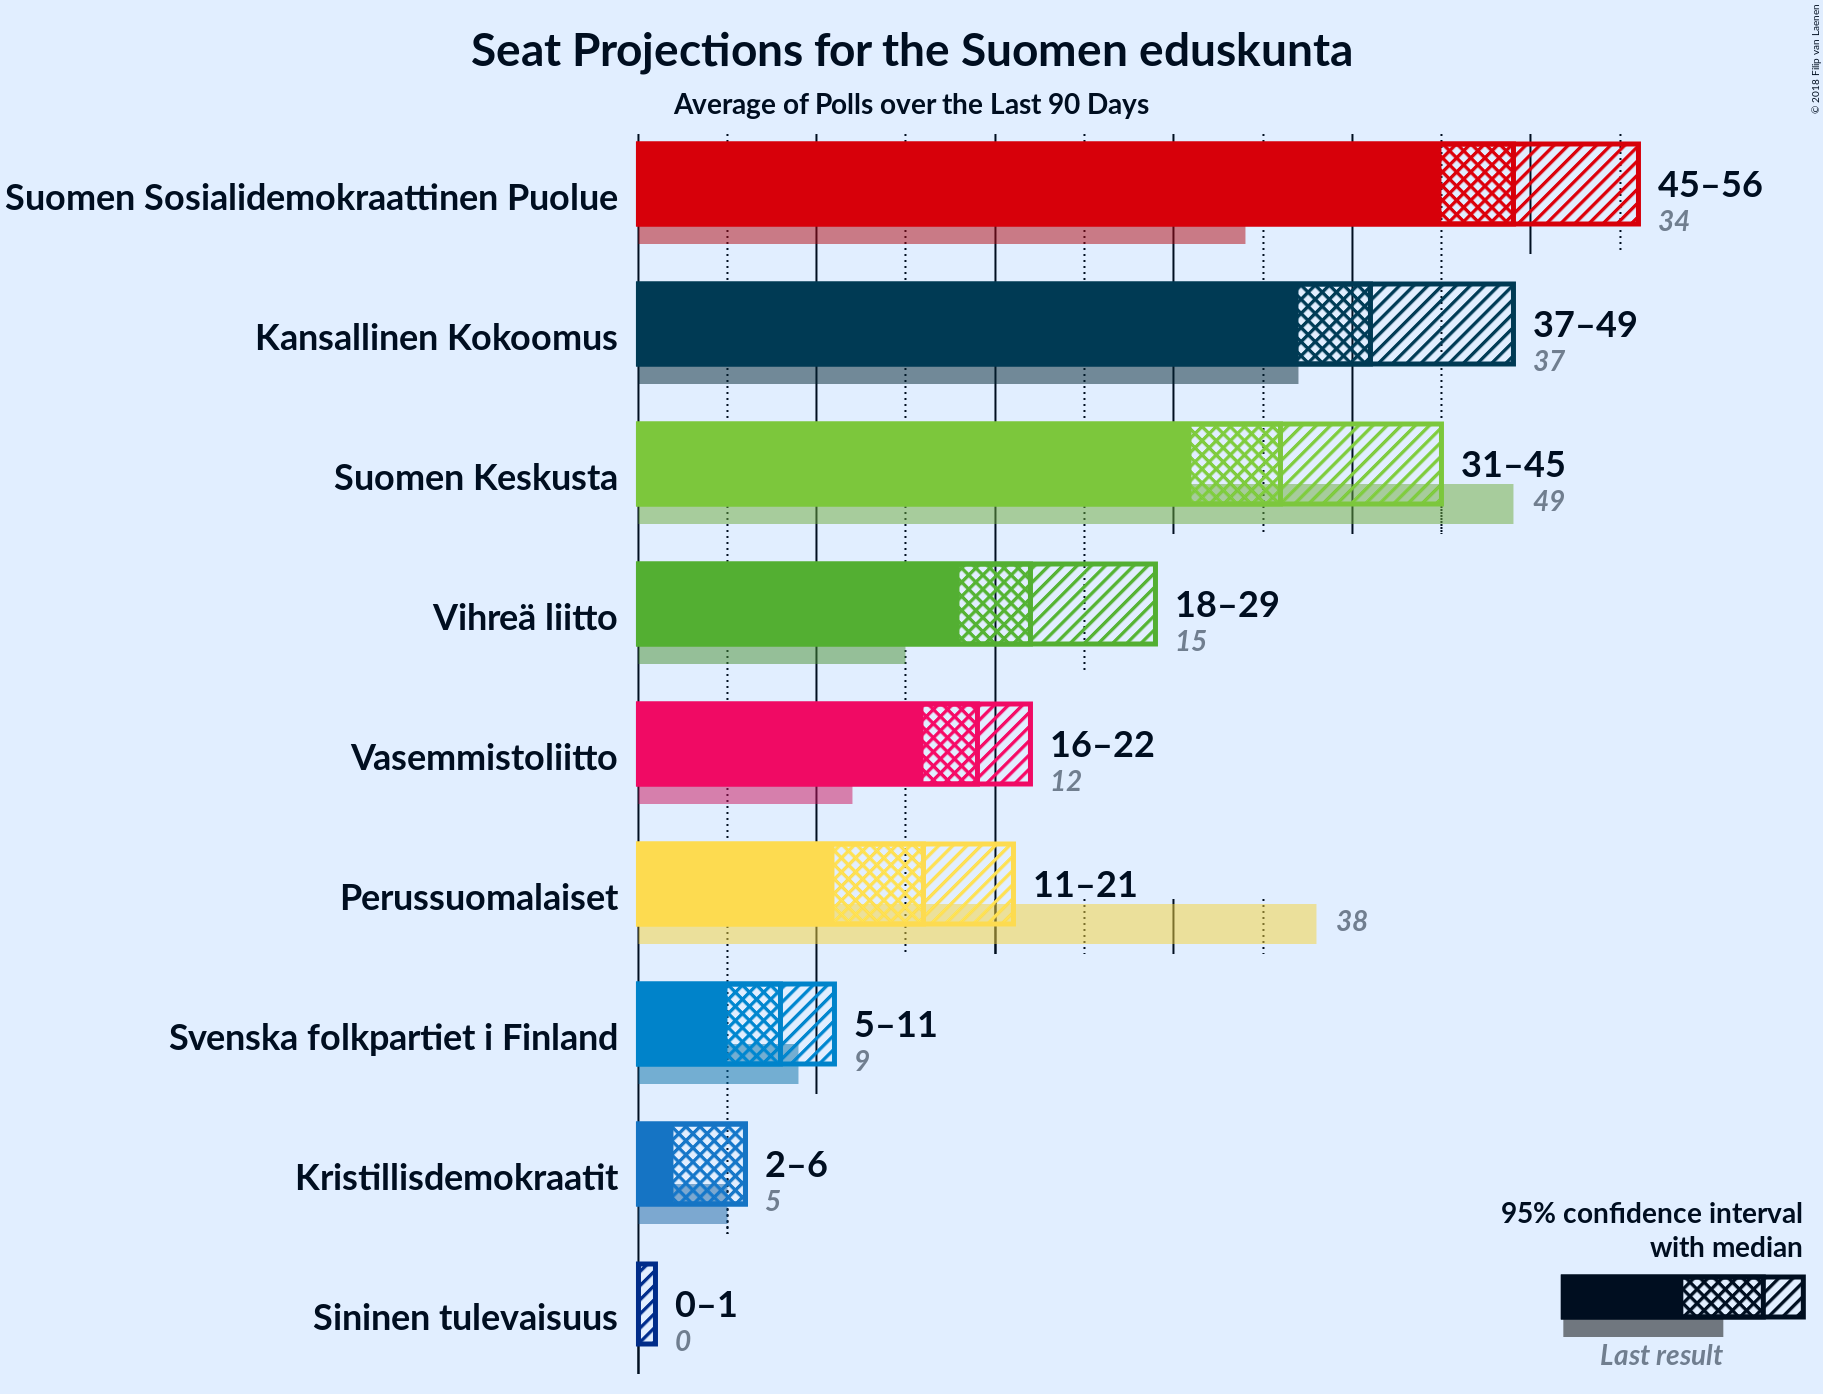 Seat Projections for the Suomen eduskunta
Average of Polls over the Last 90 Days
© 2018 Filip van Laenen
Suomen Sosialidemokraattinen Puolue
45–56
34
Kansallinen Kokoomus
37–49
37
Suomen Keskusta
31–45
49
Vihreä liitto
18–29
15
Vasemmistoliitto
16–22
12
Perussuomalaiset
11–21
38
Svenska folkpartiet i Finland
5–11
9
Kristillisdemokraatit
2–6
5
Sininen tulevaisuus
0–1
0
95% confidence interval
with median
Last result